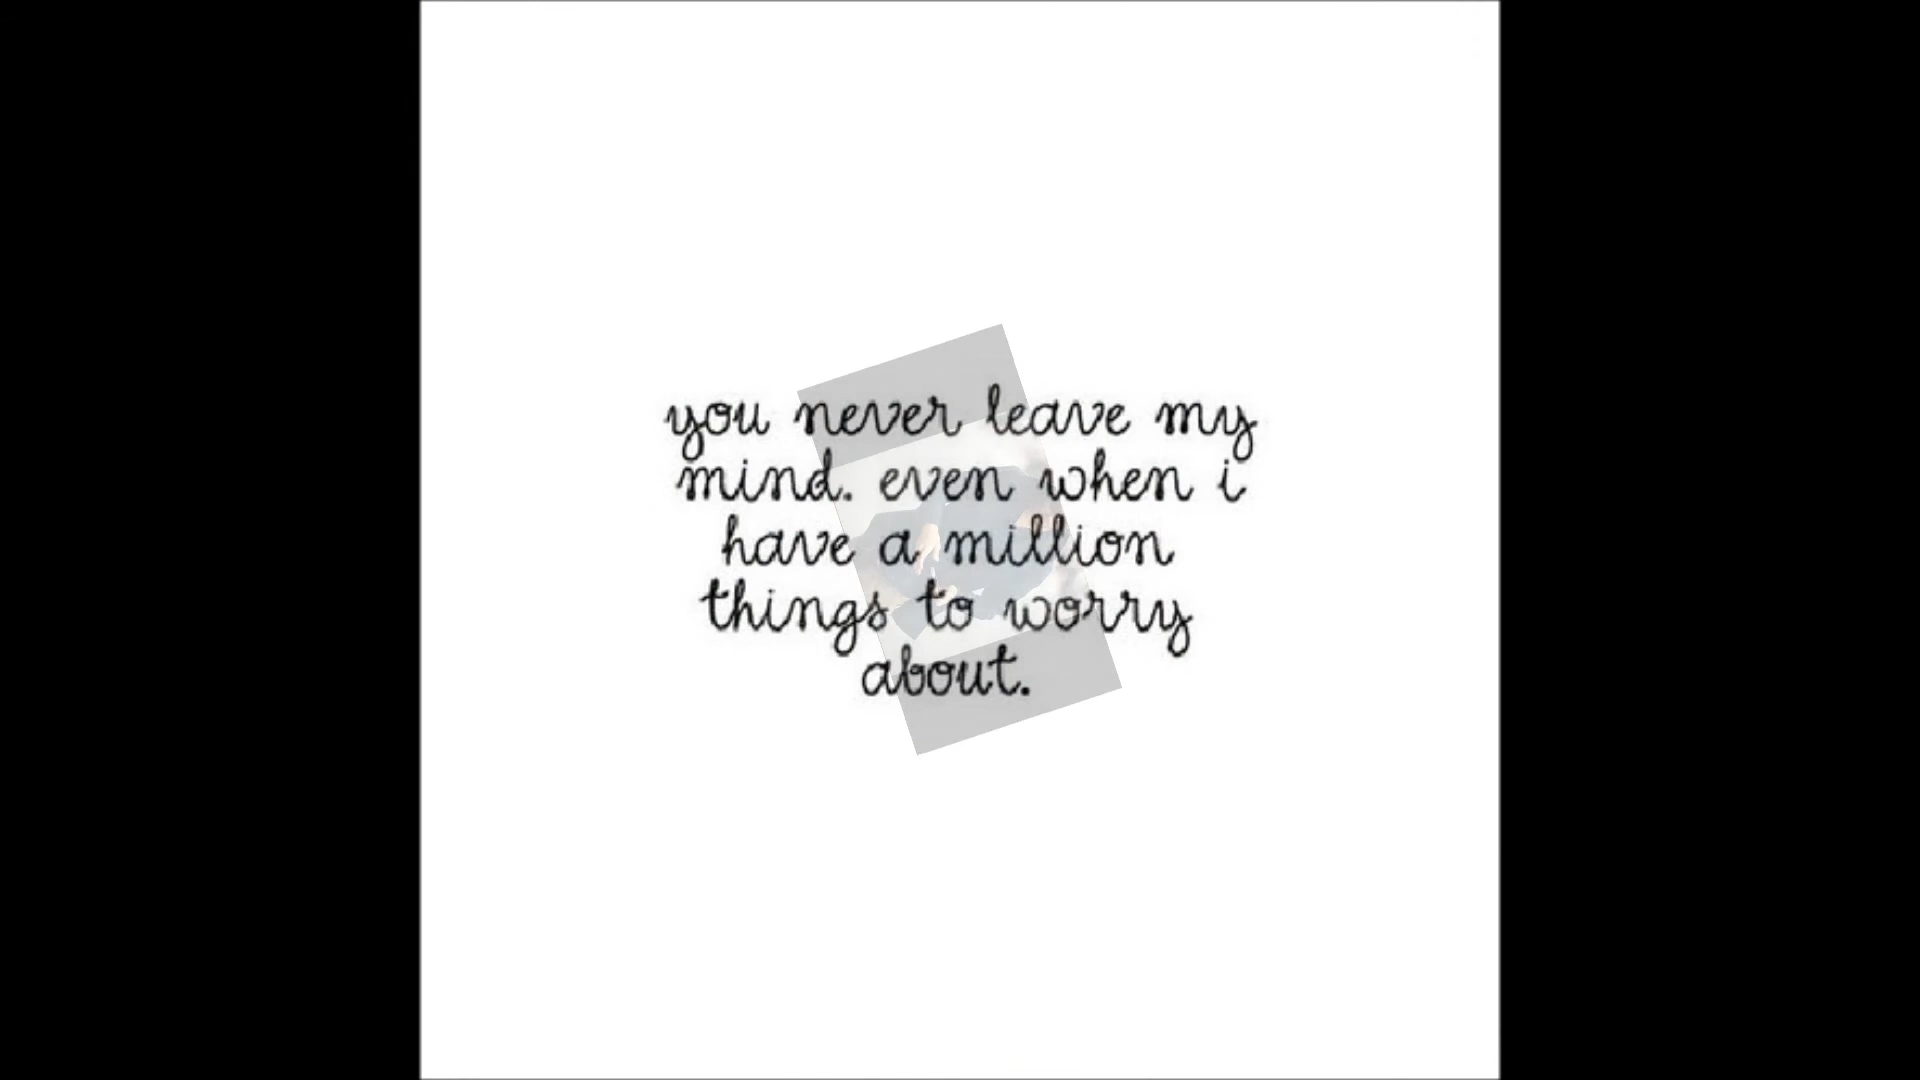 you never leave my
mind. even when i
have a million
things to worry
about.